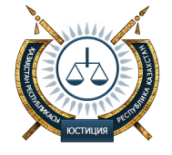 ҚАЗАҚСТАН РЕСПУБЛИКАСЫ
РЕСПУБЛИКА КАЗАХСТАН
ЮСТИЦИЯ